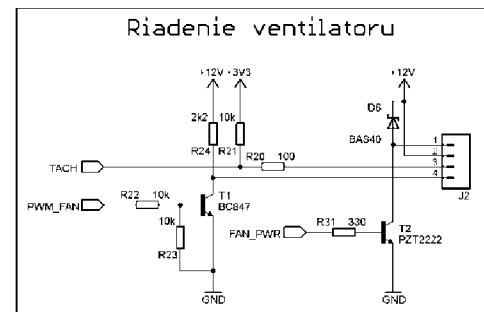 Riadenie ventilatoru
+12V +3V3 +12V
D6
2k2 10k
BAS40
R24 R21 R20 100
1
2
3
4
TACH
J2
R22 10k
T1
BC847
PWM_FAN
10k
R23
R31 330
FAN_PWR
T2
PZT2222
GND GND